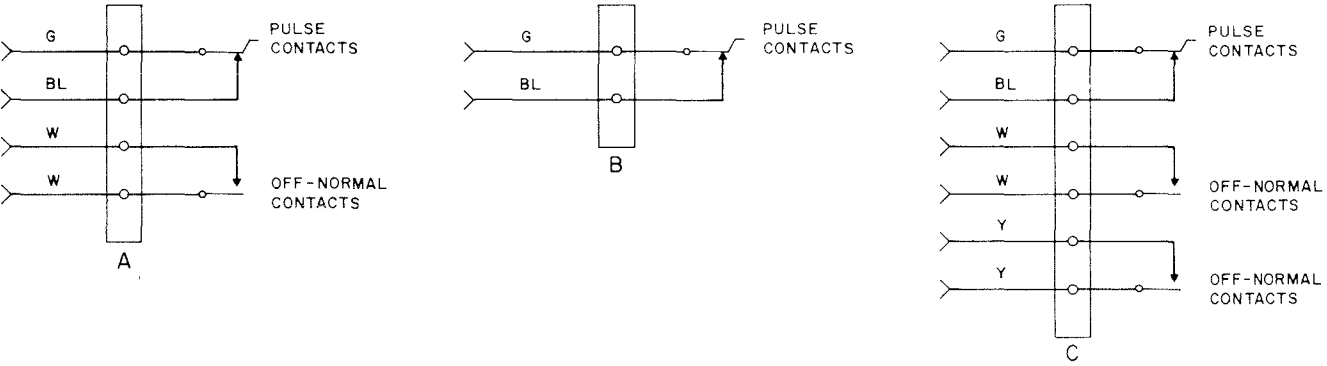 G
PULSE
CONTACTS
BL
W
W
OFF-NORMAL
CONTACTS
A
G
PULSE
CONTACTS
BL
B
G
PULSE
CONTACTS
BL
W
W
OFF-NORMAL
CONTACTS
Y
Y
OFF-NORMAL
CONTACTS
C